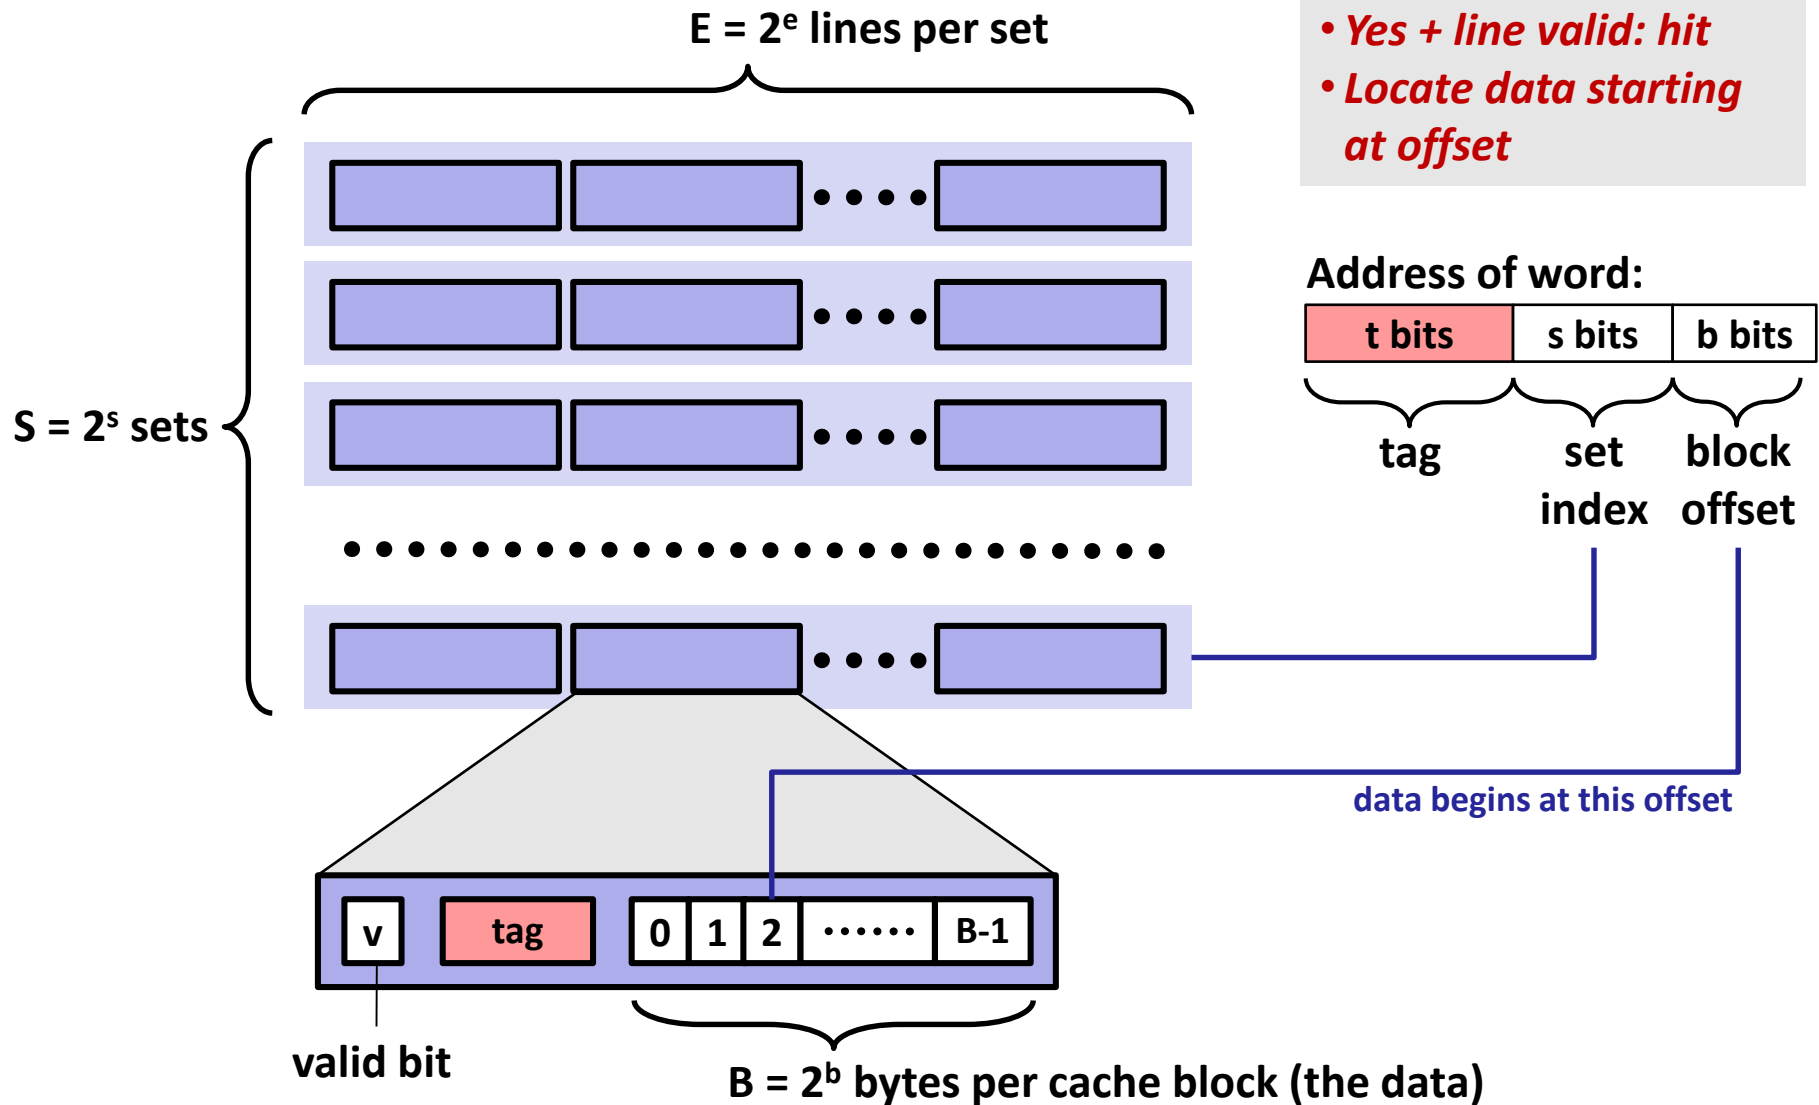 E = 2ᵉ lines per set
• Yes + line valid: hit
• Locate data starting
at offset
Address of word:
t bits s bits b bits
tag set block
index offset
S = 2ˢ sets
data begins at this offset
v tag 0 1 2 •••••• B-1
valid bit
B = 2ᵇ bytes per cache block (the data)